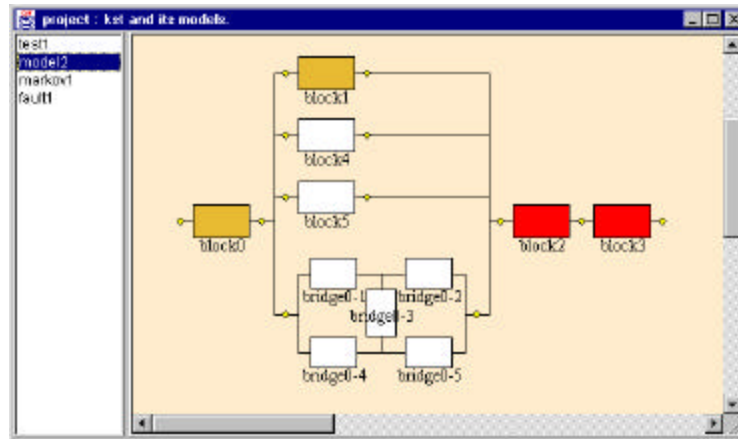 project : kst and its models.
test1
model2
markov1
fault1
block1
block4
block5
block0
block2
block3
bridge0-1
bridge0-2
bridge0-3
bridge0-4
bridge0-5